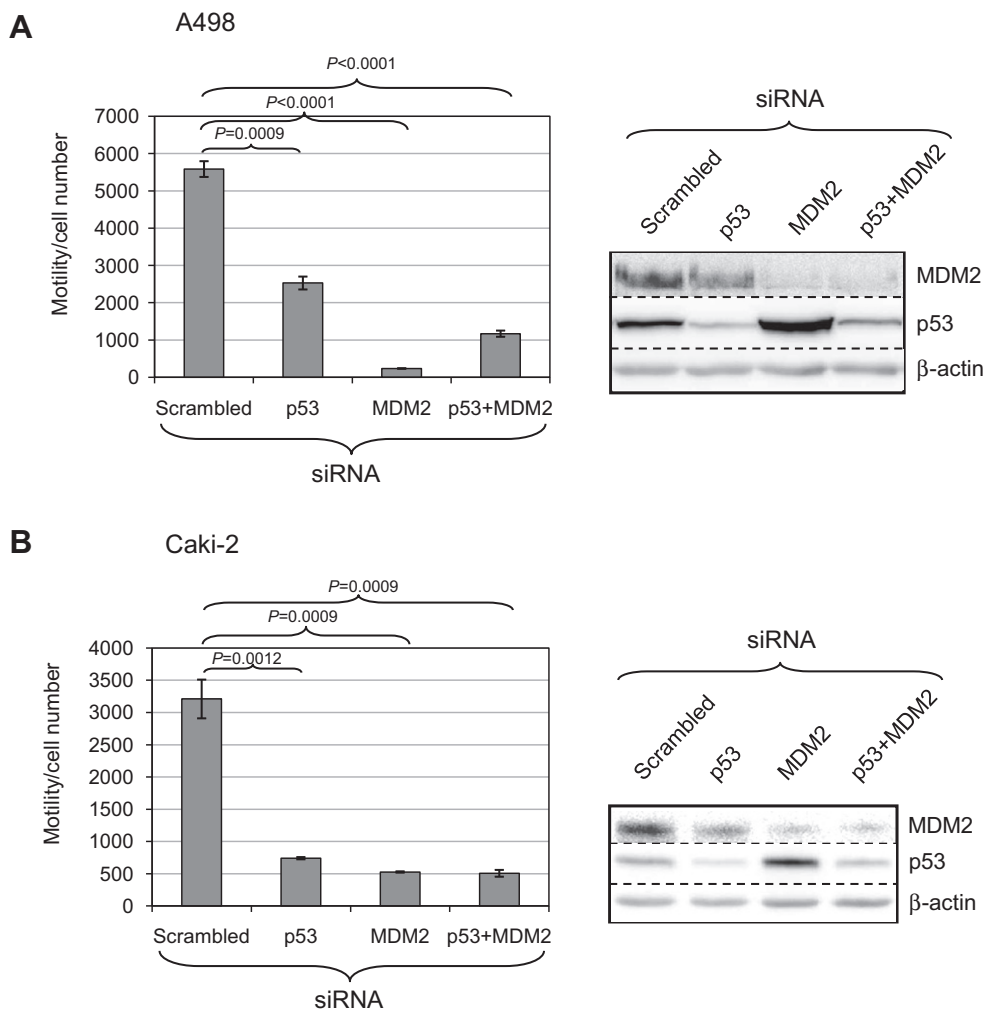 A
A498
P<0.0001
P<0.0001
P=0.0009
7000
6000
5000
4000
3000
2000
1000
0
Motility/cell number
Scrambled p53 MDM2 p53+MDM2
siRNA
siRNA
Scrambled p53 MDM2 p53+MDM2
MDM2
p53
β-actin
B
Caki-2
P=0.0009
P=0.0009
P=0.0012
4000
3500
3000
2500
2000
1500
1000
500
0
Motility/cell number
Scrambled p53 MDM2 p53+MDM2
siRNA
siRNA
Scrambled p53 MDM2 p53+MDM2
MDM2
p53
β-actin